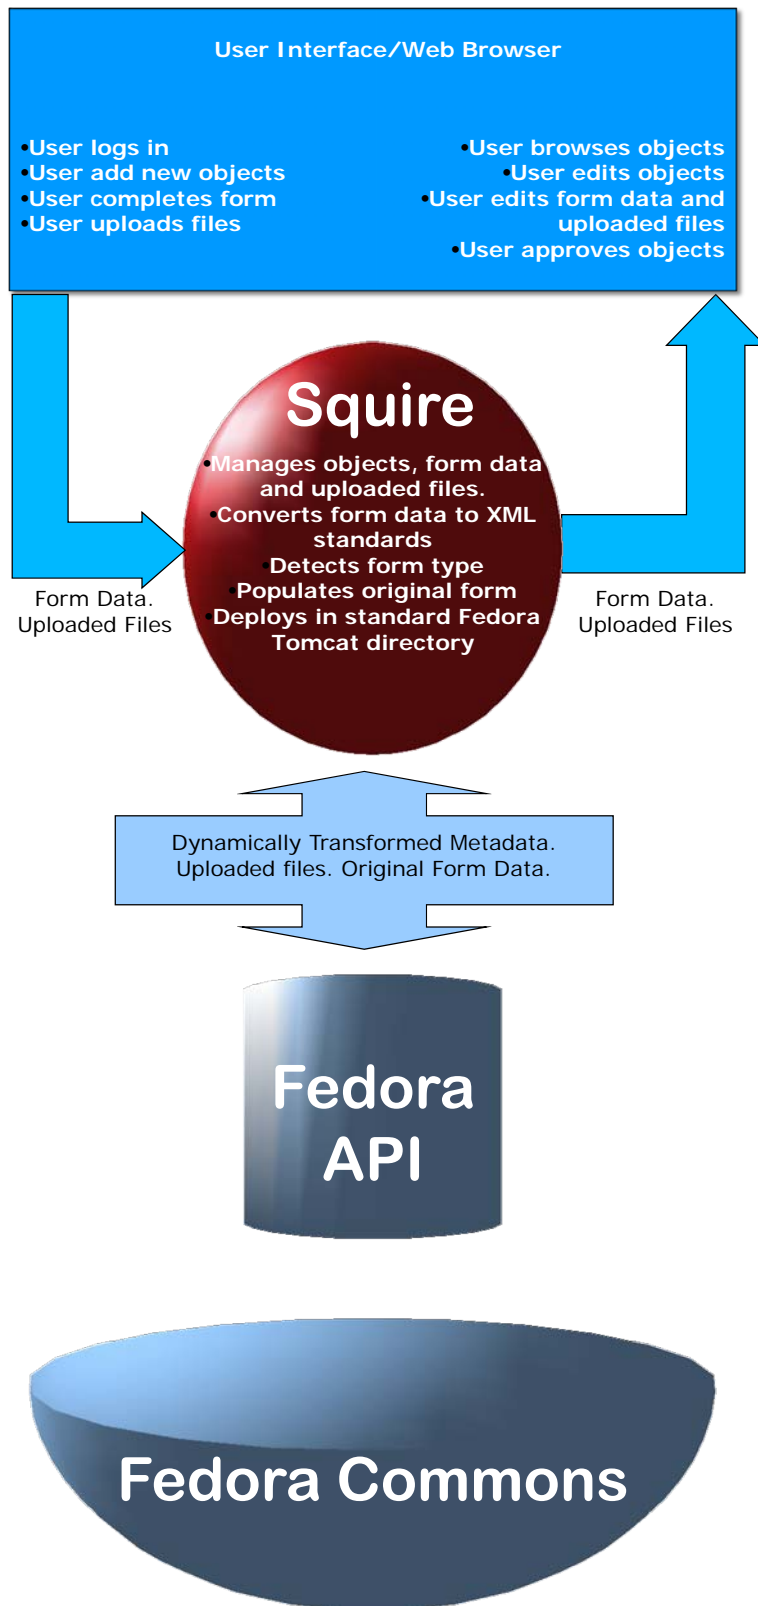 User Interface/Web Browser
•User logs in
•User add new objects
•User completes form
•User uploads files
•User browses objects
•User edits objects
•User edits form data and
uploaded files
•User approves objects
Squire
•Manages objects, form data
and uploaded files.
•Converts form data to XML
standards
•Detects form type
•Populates original form
•Deploys in standard Fedora
Tomcat directory
Form Data.
Uploaded Files
Form Data.
Uploaded Files
Dynamically Transformed Metadata.
Uploaded files. Original Form Data.
Fedora
API
Fedora Commons